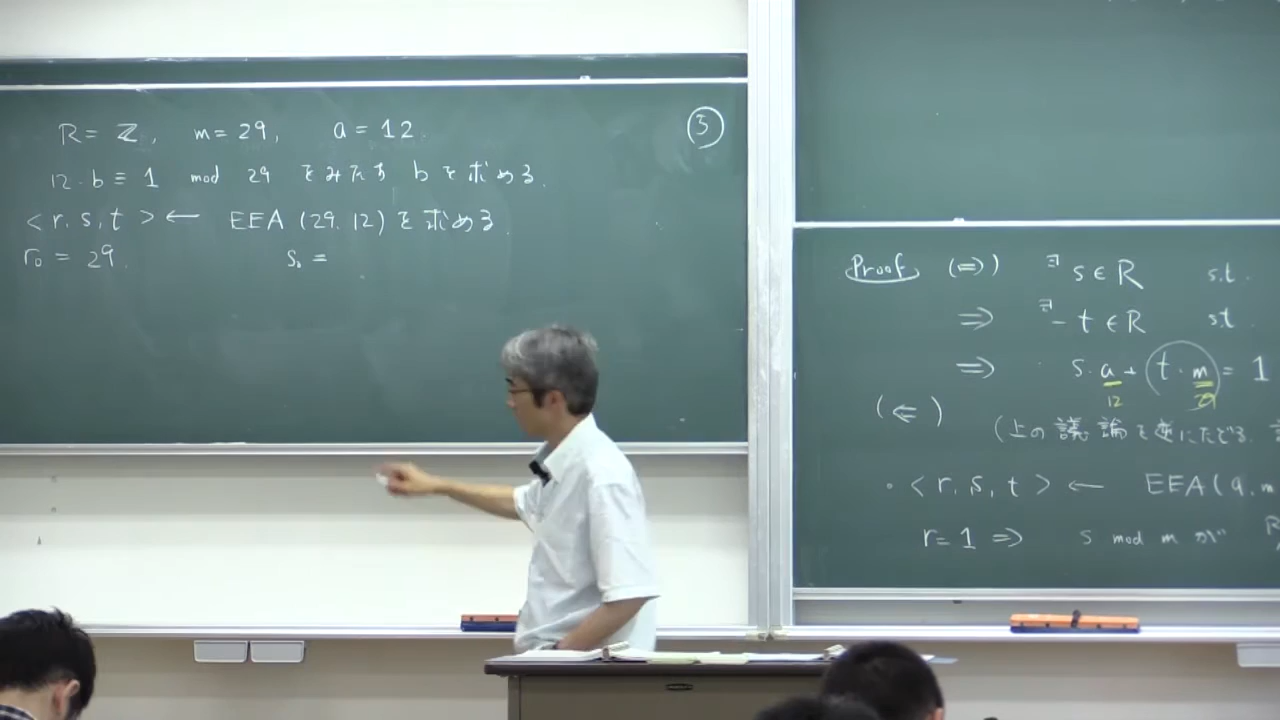 R = ℤ, m = 29, a = 12.
⑤
12・b ≡ 1 mod 29 をみたす bを求める.
<r, s, t> ← EEA (29, 12) を求める.
r₀ = 29. s₀ =
Proof (⇒) ∃ s ∈ R s.t.
⇒ ∃ - t ∈ R s.t
⇒ s・a + t・m = 1
12 29
(⇐) (上の議論を逆にたどる.
・<r, s, t> ← EEA(a, m
r = 1 ⇒ s mod m が R